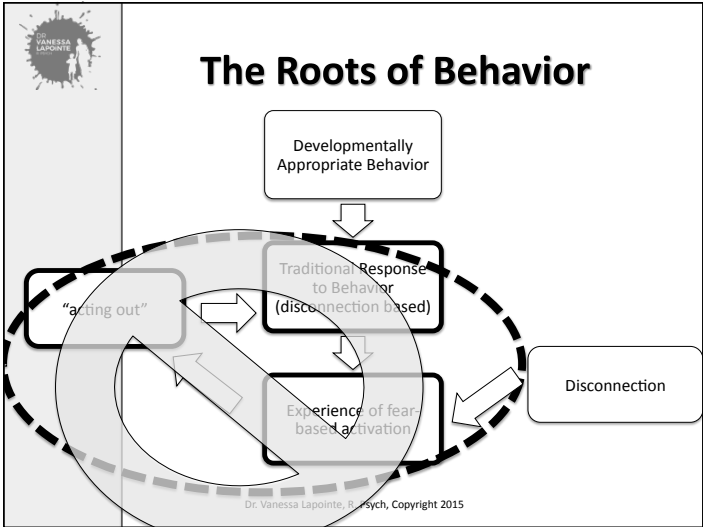 DR.
VANESSA
LAPOINTE
The Roots of Behavior
Developmentally
Appropriate Behavior
Traditional Response
to Behavior
(disconnection based)
“acting out”
Experience of fear-
based activation
Disconnection
Dr. Vanessa Lapointe, R. Psych, Copyright 2015